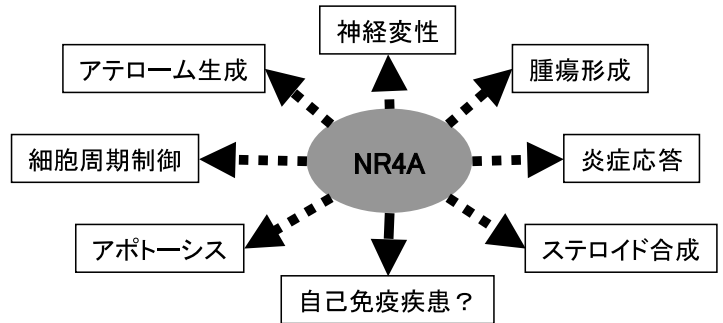 神経変性
アテローム生成
腫瘍形成
細胞周期制御
NR4A
炎症応答
アポトーシス
ステロイド合成
自己免疫疾患？